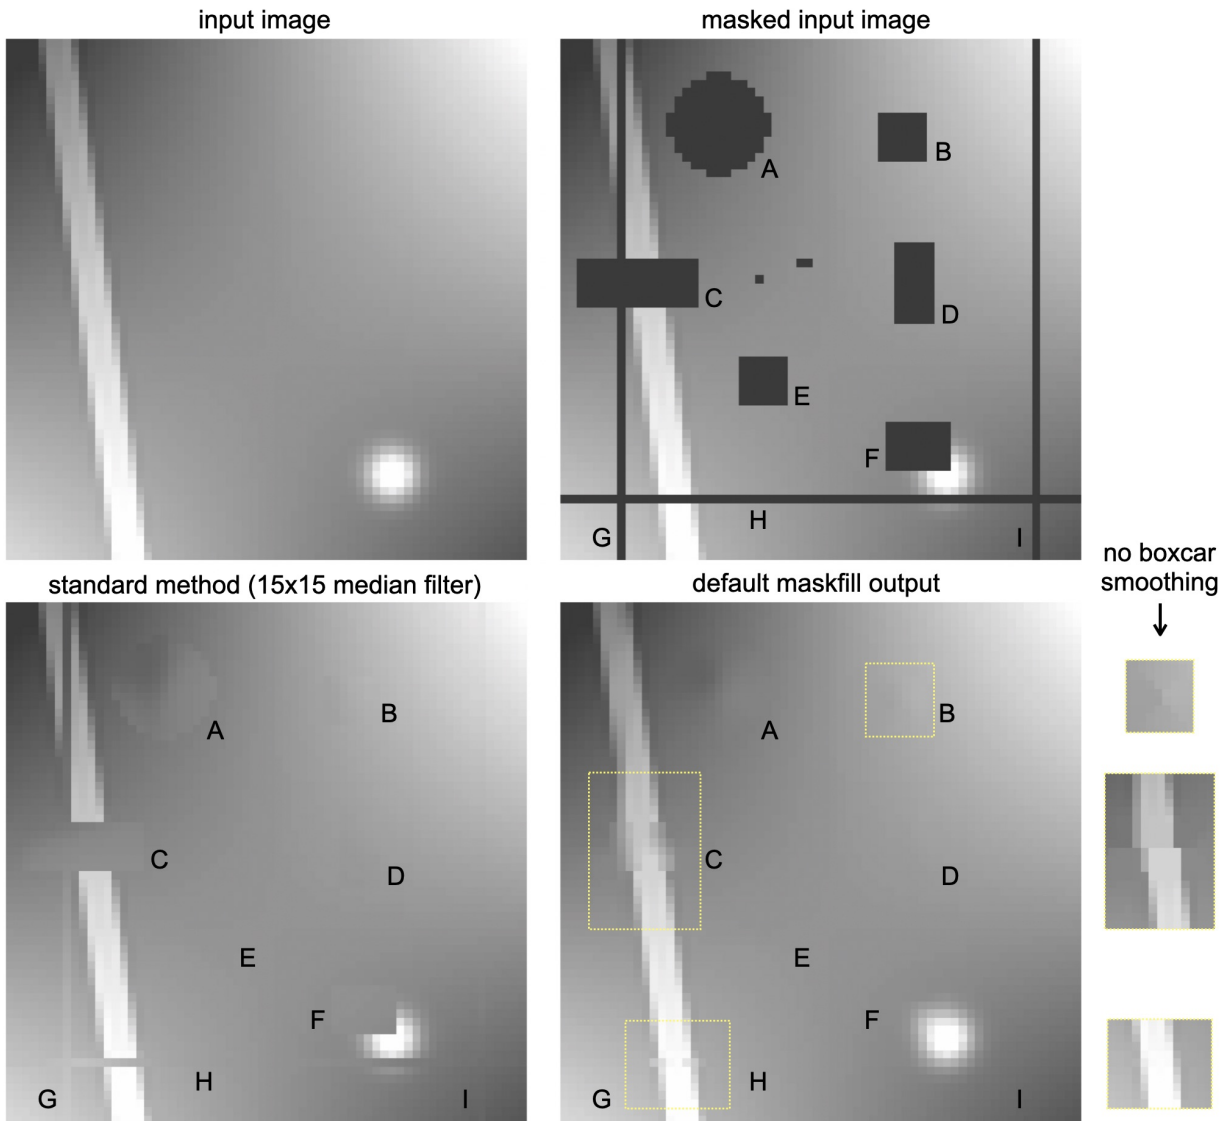 input image
masked input image
A
B
C
D
E
F
H
G
I
no boxcar
smoothing
standard method (15x15 median filter)
default maskfill output
A
B
C
D
E
F
H
G
I
A
B
C
D
E
F
H
G
I